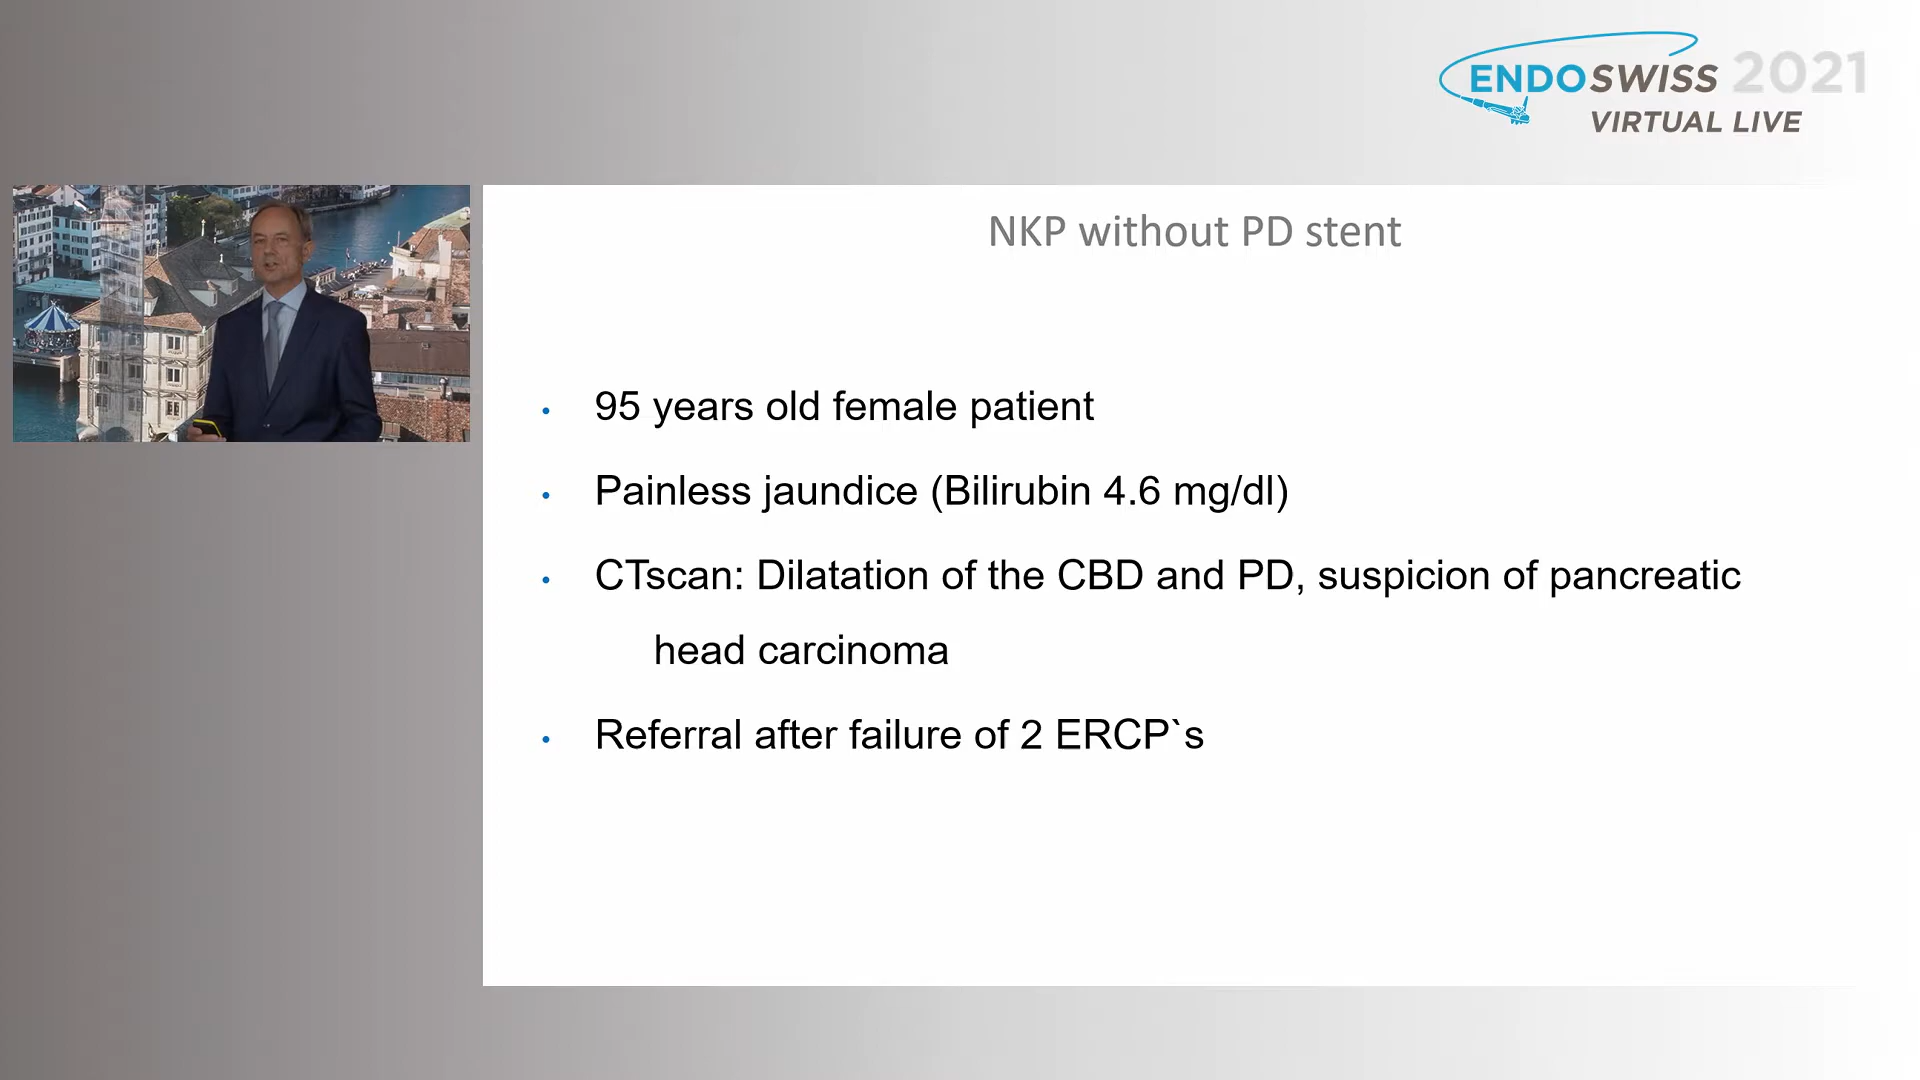 ENDOSWISS 2021
VIRTUAL LIVE
NKP without PD stent
• 95 years old female patient
• Painless jaundice (Bilirubin 4.6 mg/dl)
• CTscan: Dilatation of the CBD and PD, suspicion of pancreatic
head carcinoma
• Referral after failure of 2 ERCP`s